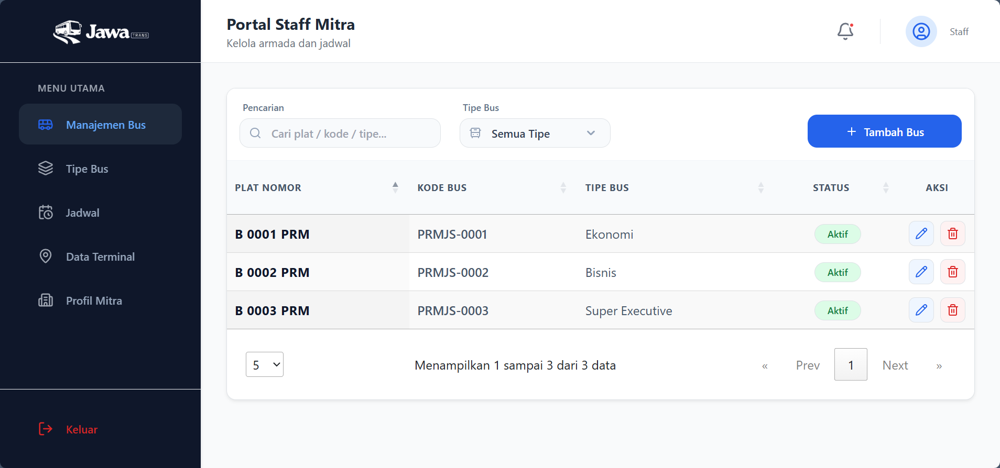 Jawa TRANS
MENU UTAMA
Manajemen Bus
Tipe Bus
Jadwal
Data Terminal
Profil Mitra
Keluar
Portal Staff Mitra
Kelola armada dan jadwal
Staff
Pencarian
Cari plat / kode / tipe...
Tipe Bus
Semua Tipe
+ Tambah Bus
PLAT NOMOR KODE BUS TIPE BUS STATUS AKSI
B 0001 PRM PRMJS-0001 Ekonomi Aktif
B 0002 PRM PRMJS-0002 Bisnis Aktif
B 0003 PRM PRMJS-0003 Super Executive Aktif
5 Menampilkan 1 sampai 3 dari 3 data « Prev 1 Next »